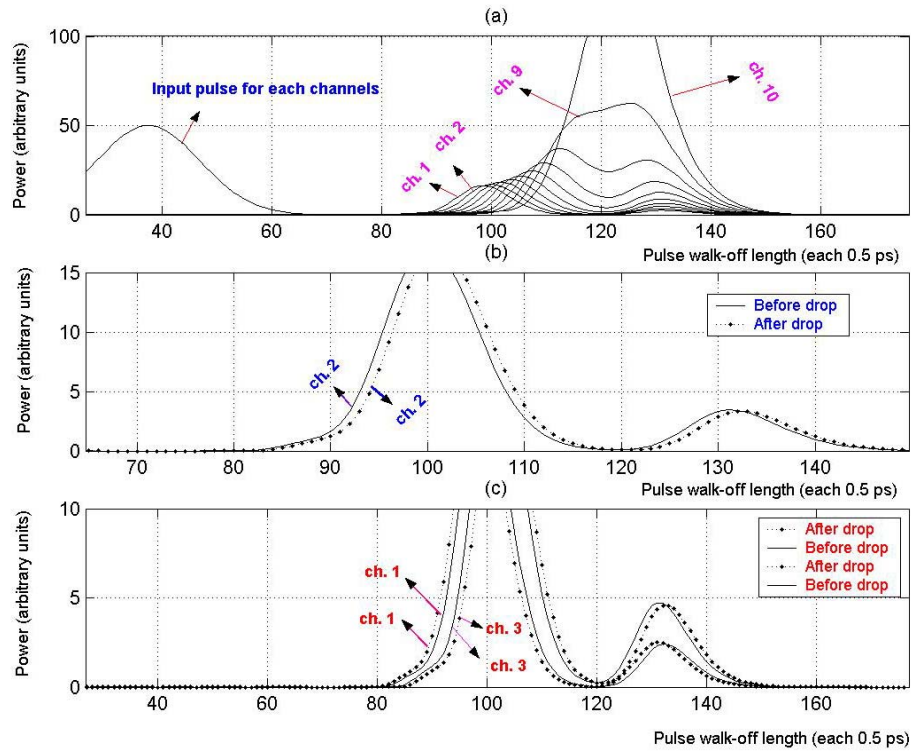 (a)
Power (arbitrary units)
100
50
0
Input pulse for each channels
ch. 1
ch. 2
ch. 9
ch. 10
40
60
80
100
120
140
160
Pulse walk-off length (each 0.5 ps)
(b)
Power (arbitrary units)
15
10
5
0
ch. 2
ch. 2
Before drop
After drop
70
80
90
100
110
120
130
140
Pulse walk-off length (each 0.5 ps)
(c)
Power (arbitrary units)
10
5
0
ch. 1
ch. 1
ch. 3
ch. 3
After drop
Before drop
After drop
Before drop
40
60
80
100
120
140
160
Pulse walk-off length (each 0.5 ps)